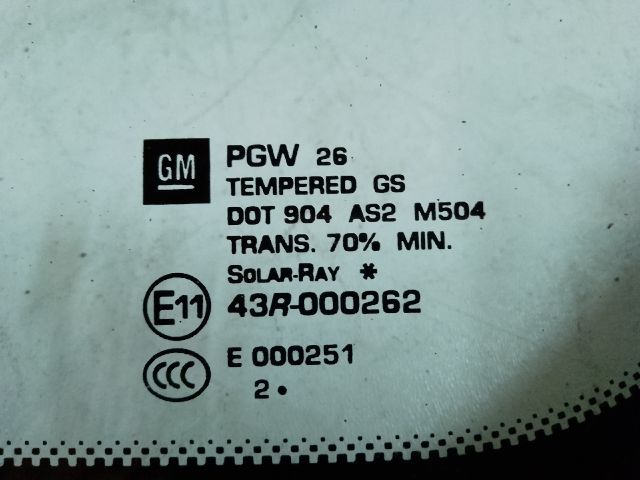 GM PGW 26
TEMPERED GS
DOT 904 AS2 M504
TRANS. 70% MIN.
SOLAR-RAY *
E11 43R-000262
CCC E 000251
2 •